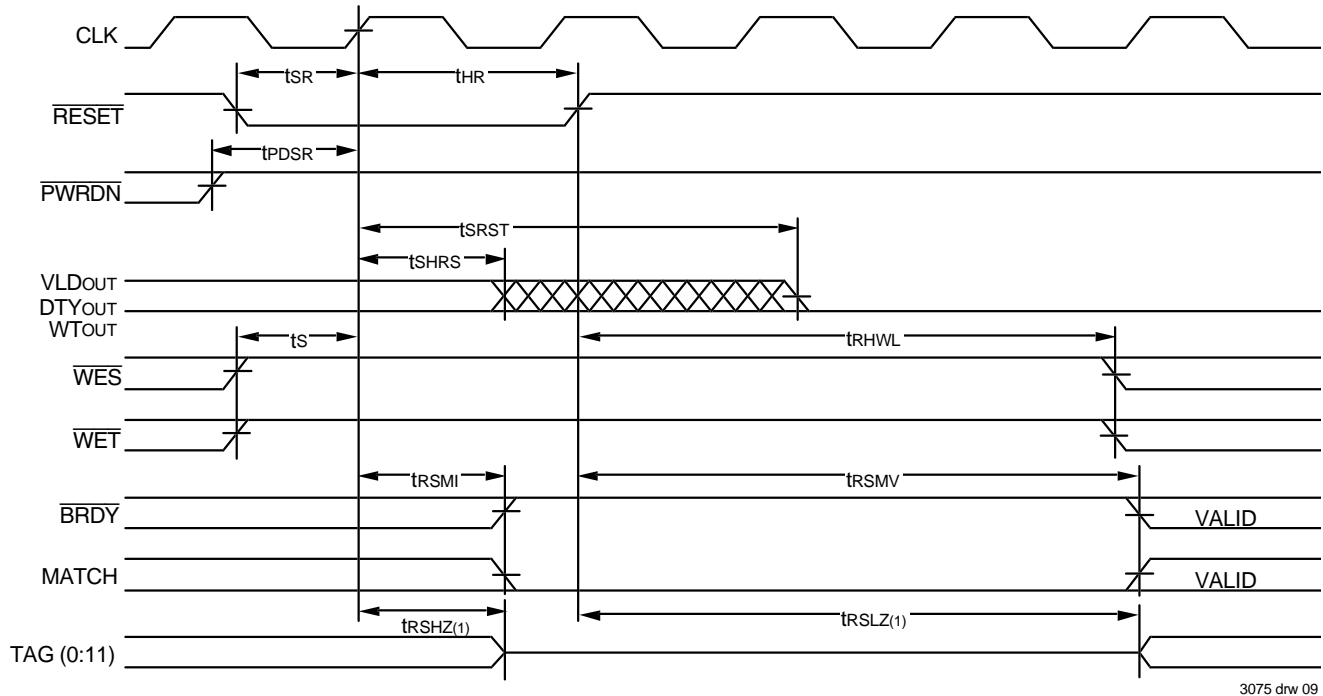 CLK
tSR
tHR
RESET
tPDSR
PWRDN
tSRST
tSHRS
VLDOUT
DTYOUT
WTOUT
tS
tRHWL
WES
WET
tRSMI
tRSMV
BRDY
VALID
MATCH
VALID
tRSHZ(1)
tRSLZ(1)
TAG (0:11)
3075 drw 09